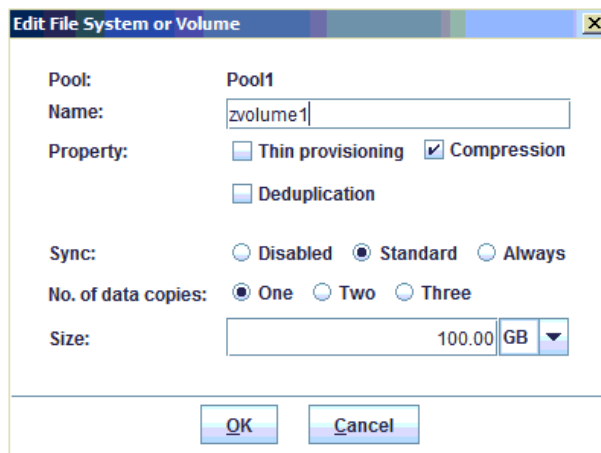 Edit File System or Volume
Pool: Pool1
Name: zvolume1
Property: Thin provisioning Compression
Deduplication
Sync: Disabled Standard Always
No. of data copies: One Two Three
Size: 100.00 GB
OK Cancel